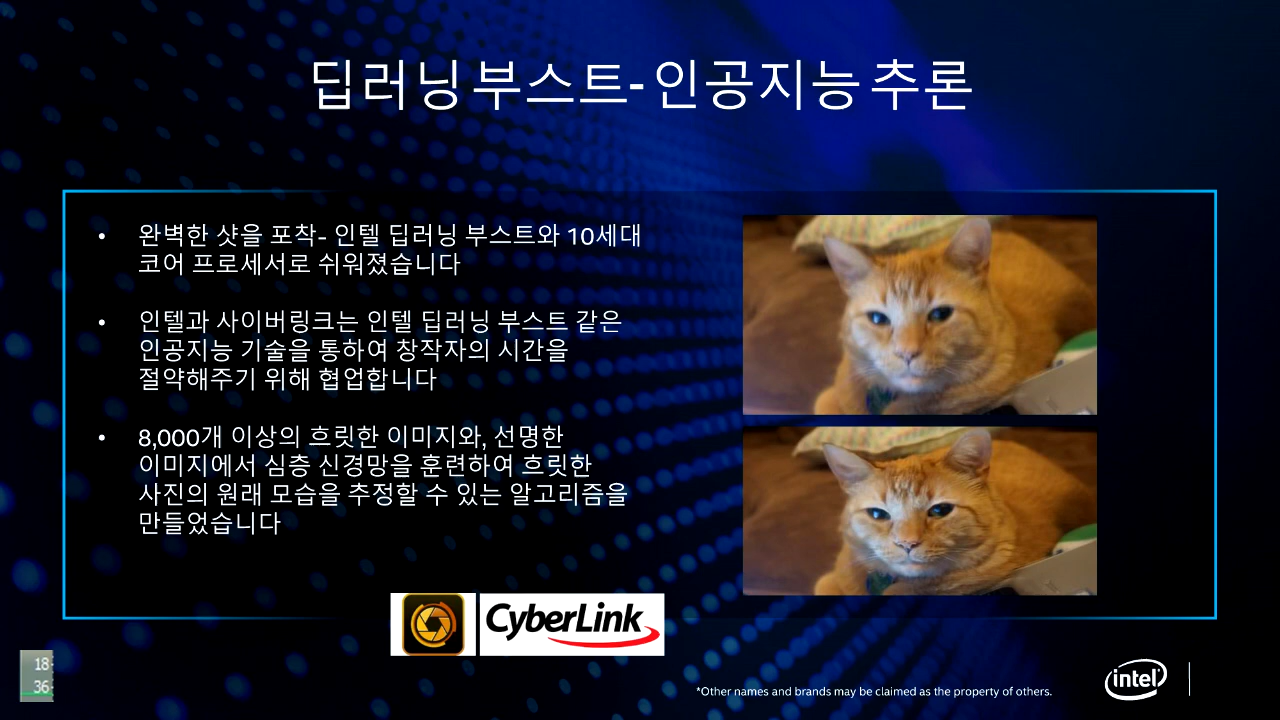 딥러닝 부스트-인공지능 추론
• 완벽한 샷을 포착- 인텔 딥러닝 부스트와 10세대
코어 프로세서로 쉬워졌습니다
• 인텔과 사이버링크는 인텔 딥러닝 부스트 같은
인공지능 기술을 통하여 창작자의 시간을
절약해주기 위해 협업합니다
• 8,000개 이상의 흐릿한 이미지와, 선명한
이미지에서 심층 신경망을 훈련하여 흐릿한
사진의 원래 모습을 추정할 수 있는 알고리즘을
만들었습니다
CyberLink
18
36
*Other names and brands may be claimed as the property of others.
intel